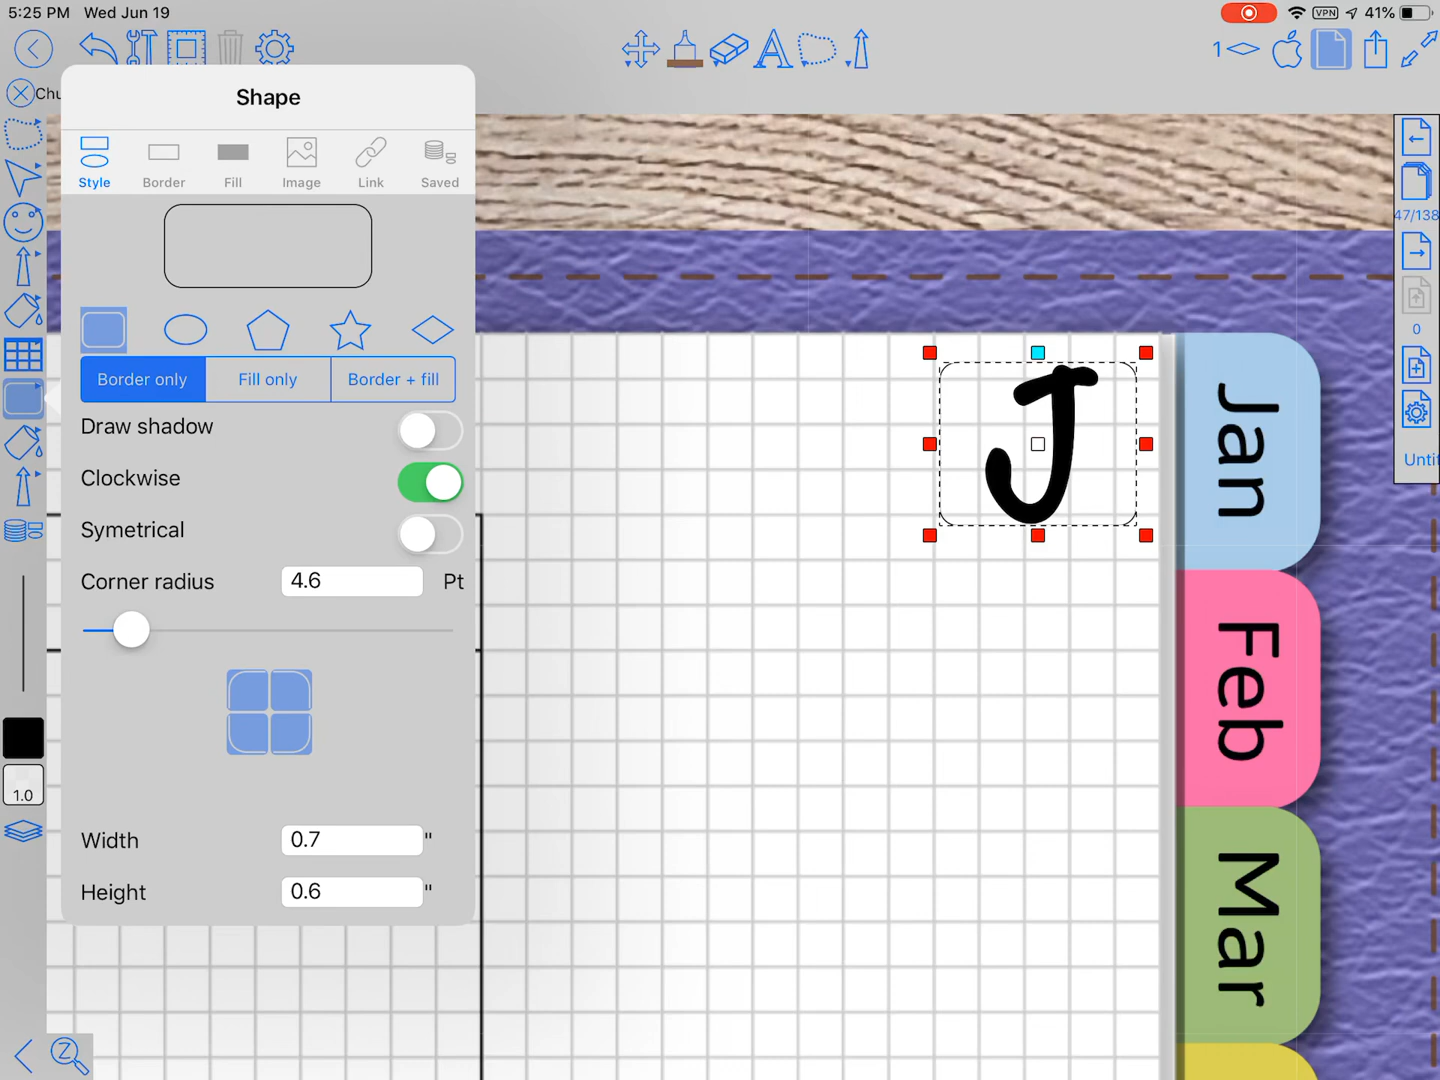 5:25 PM Wed Jun 19
VPN 41%
1
Chu
Shape
Style Border Fill Image Link Saved
Border only Fill only Border + fill
Draw shadow
Clockwise
Symetrical
Corner radius 4.6 Pt
Width 0.7 "
Height 0.6 "
1.0
Z
J
Jan
Feb
Mar
47/138
0
Unti